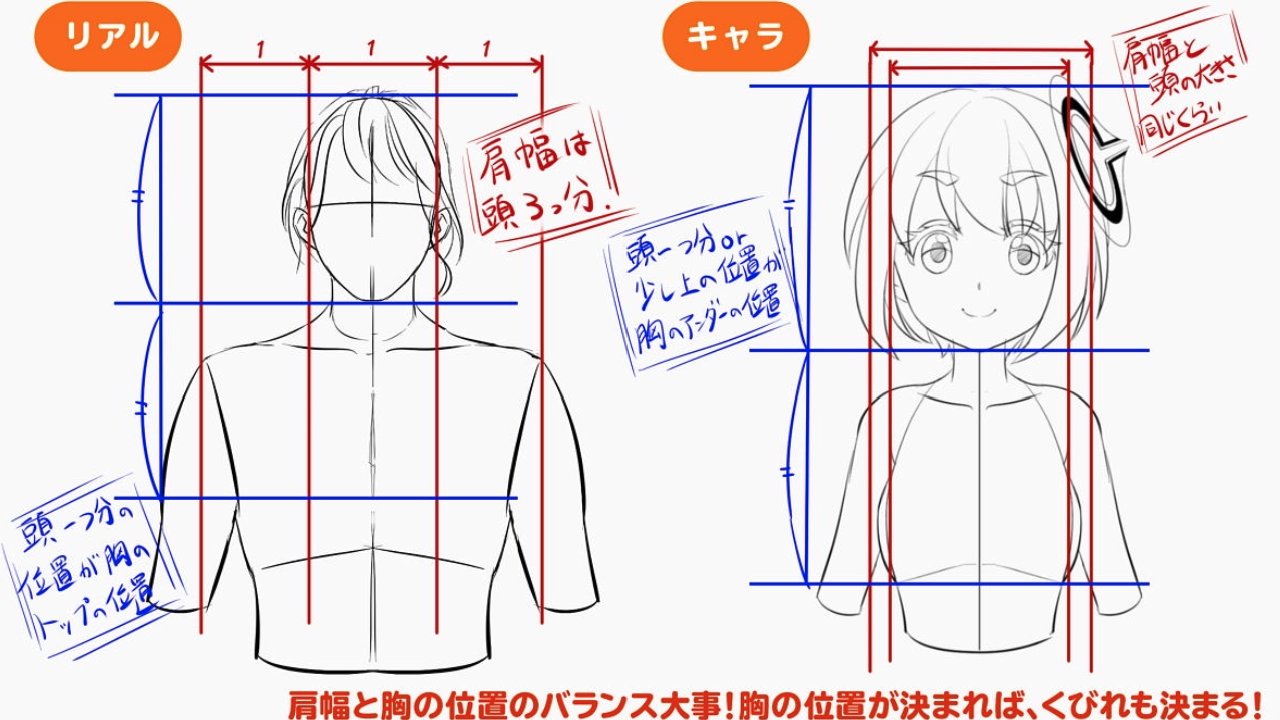 リアル
キャラ
1 1 1
肩幅と
頭の大きさ
同じくらい
肩幅は
頭3つ分!
頭一つ分or
少し上の位置が
胸のアンダーの位置
頭一つ分の
位置が胸の
トップの位置
肩幅と胸の位置のバランス大事!胸の位置が決まれば、くびれも決まる!